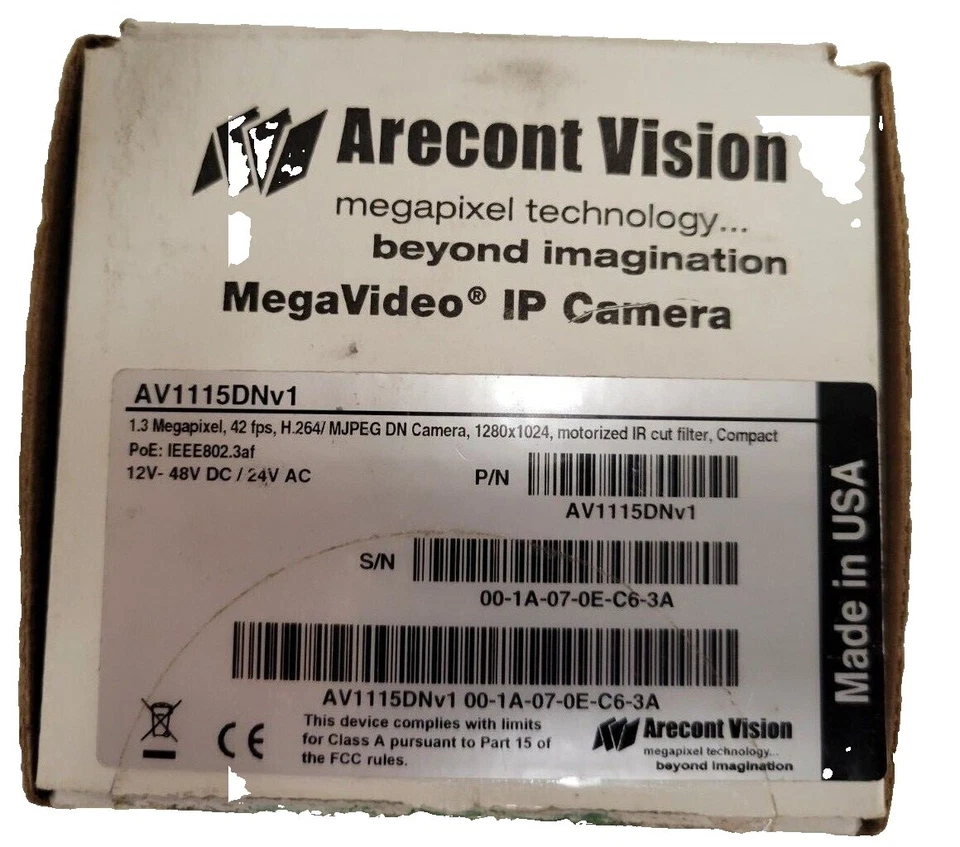 Arecont Vision
megapixel technology...
beyond imagination
MegaVideo® IP Camera
AV1115DNv1
1.3 Megapixel, 42 fps, H.264/ MJPEG DN Camera, 1280x1024, motorized IR cut filter, Compact
PoE: IEEE802.3af
12V- 48V DC / 24V AC
P/N
AV1115DNv1
S/N
00-1A-07-0E-C6-3A
AV1115DNv1 00-1A-07-0E-C6-3A
This device complies with limits
for Class A pursuant to Part 15 of
the FCC rules.
CE
Arecont Vision
megapixel technology...
beyond imagination
Made in USA